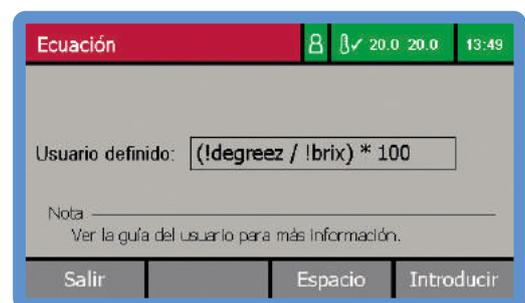 Ecuación 8 ✓ 20.0 20.0 13:49
Usuario definido: (!degreez / !brix) * 100
Nota
Ver la guía del usuario para más información.
Salir Espacio Introducir